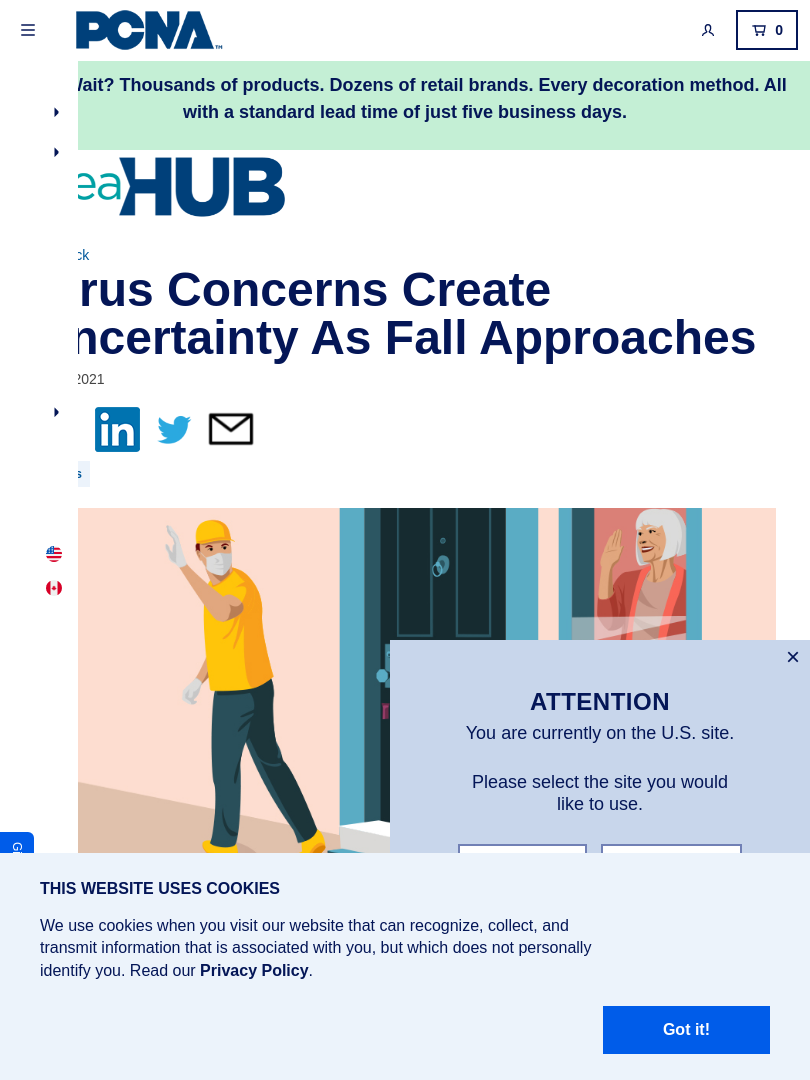 PCNA
0
Wait? Thousands of products. Dozens of retail brands. Every decoration method. All
with a standard lead time of just five business days.
HUB
rus Concerns Create
ncertainty As Fall Approaches
2021
ATTENTION
You are currently on the U.S. site.
Please select the site you would
like to use.
THIS WEBSITE USES COOKIES
We use cookies when you visit our website that can recognize, collect, and
transmit information that is associated with you, but which does not personally
identify you. Read our Privacy Policy.
Got it!